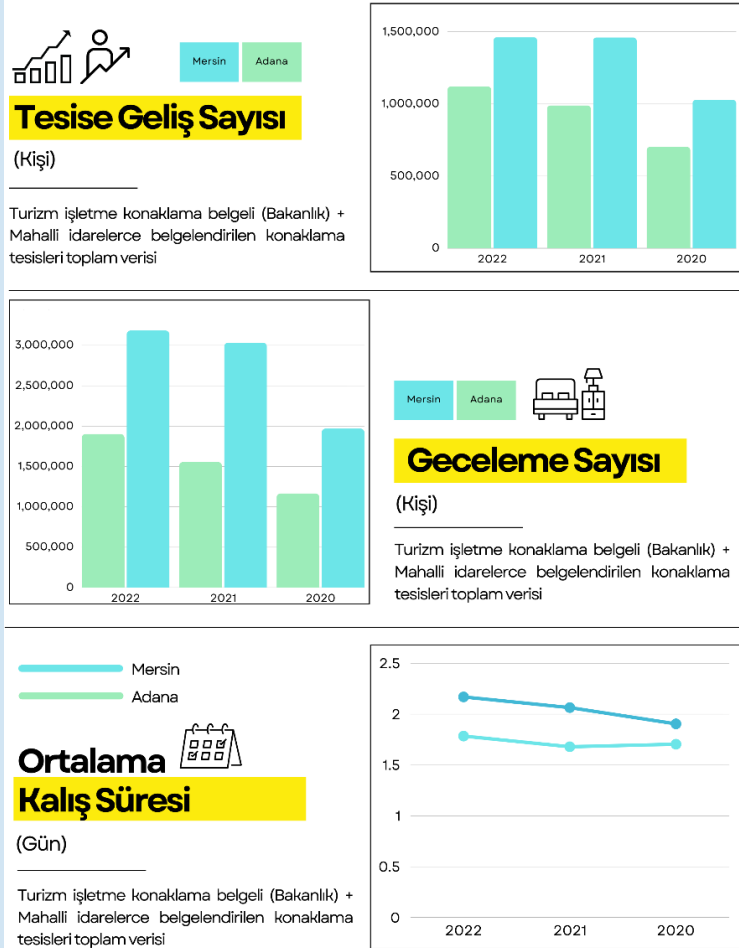 Mersin
Adana
Tesise Geliş Sayısı
(Kişi)
Turizm işletme konaklama belgeli (Bakanlık) +
Mahalli idarelerce belgelendirilen konaklama
tesisleri toplam verisi
1,500,000
1,000,000
500,000
0
2022
2021
2020
3,000,000
2,500,000
2,000,000
1,500,000
1,000,000
500,000
0
2022
2021
2020
Mersin
Adana
Geceleme Sayısı
(Kişi)
Turizm işletme konaklama belgeli (Bakanlık) +
Mahalli idarelerce belgelendirilen konaklama
tesisleri toplam verisi
Mersin
Adana
Ortalama
Kalış Süresi
(Gün)
Turizm işletme konaklama belgeli (Bakanlık) +
Mahalli idarelerce belgelendirilen konaklama
tesisleri toplam verisi
2.5
2
1.5
1
0.5
0
2022
2021
2020